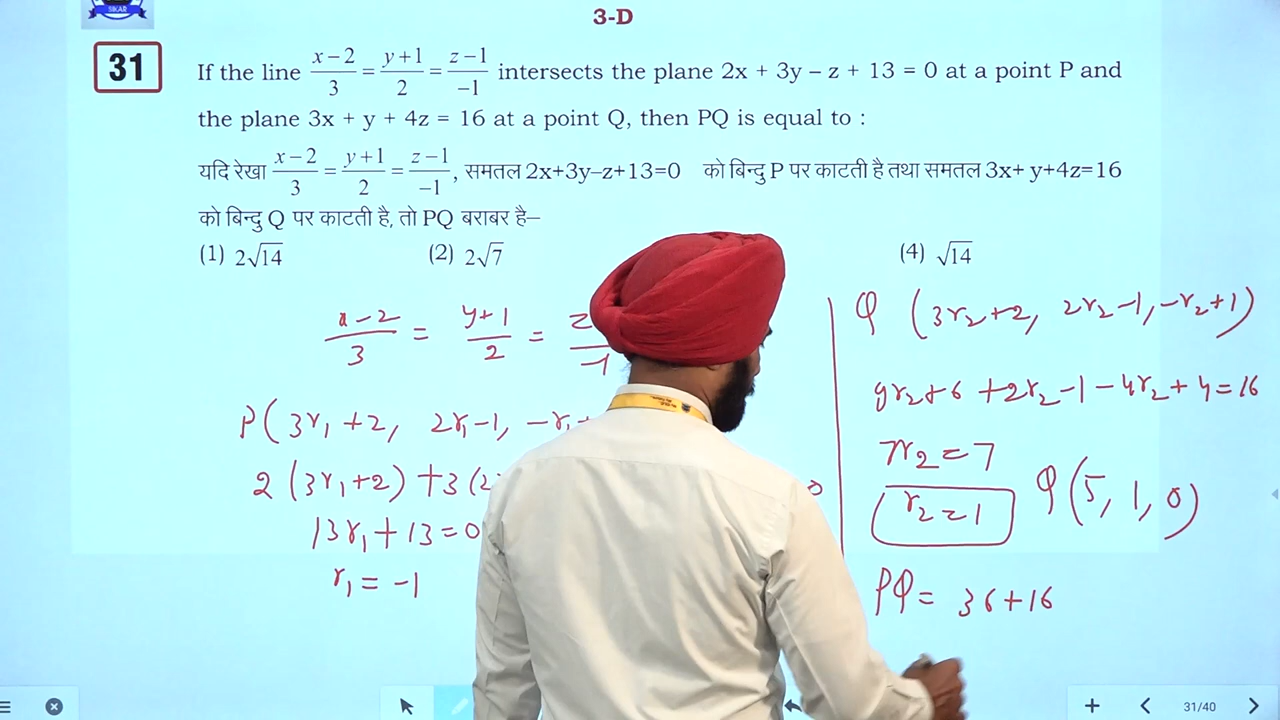 SIKAR
3-D
31
If the line (x−2)/3 = (y+1)/2 = (z−1)/−1 intersects the plane 2x + 3y − z + 13 = 0 at a point P and
the plane 3x + y + 4z = 16 at a point Q, then PQ is equal to :
यदि रेखा (x−2)/3 = (y+1)/2 = (z−1)/−1, समतल 2x+3y–z+13=0 को बिन्दु P पर काटती है तथा समतल 3x+ y+4z=16
को बिन्दु Q पर काटती है, तो PQ बराबर है–
(1) 2√14 (2) 2√7 (4) √14
(x−2)/3 = (y+1)/2 = z/−1
P(3r₁+2, 2r₁−1, −r₁+
2(3r₁+2)+3(2
13r₁+13=0
r₁ = −1
Q (3r₂+2, 2r₂−1, −r₂+1)
9r₂+6+2r₂−1−4r₂+4=16
7r₂=7
r₂=1 Q(5, 1, 0)
PQ = 36+16
31/40